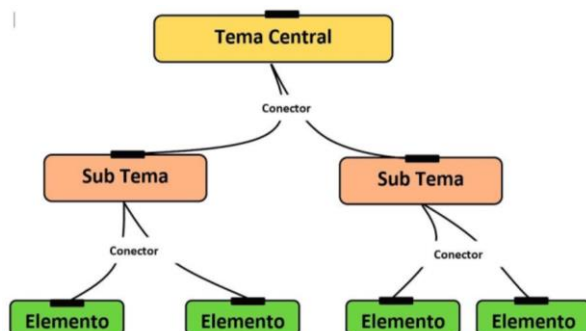 Tema Central
Conector
Sub Tema
Sub Tema
Conector
Conector
Elemento
Elemento
Elemento
Elemento